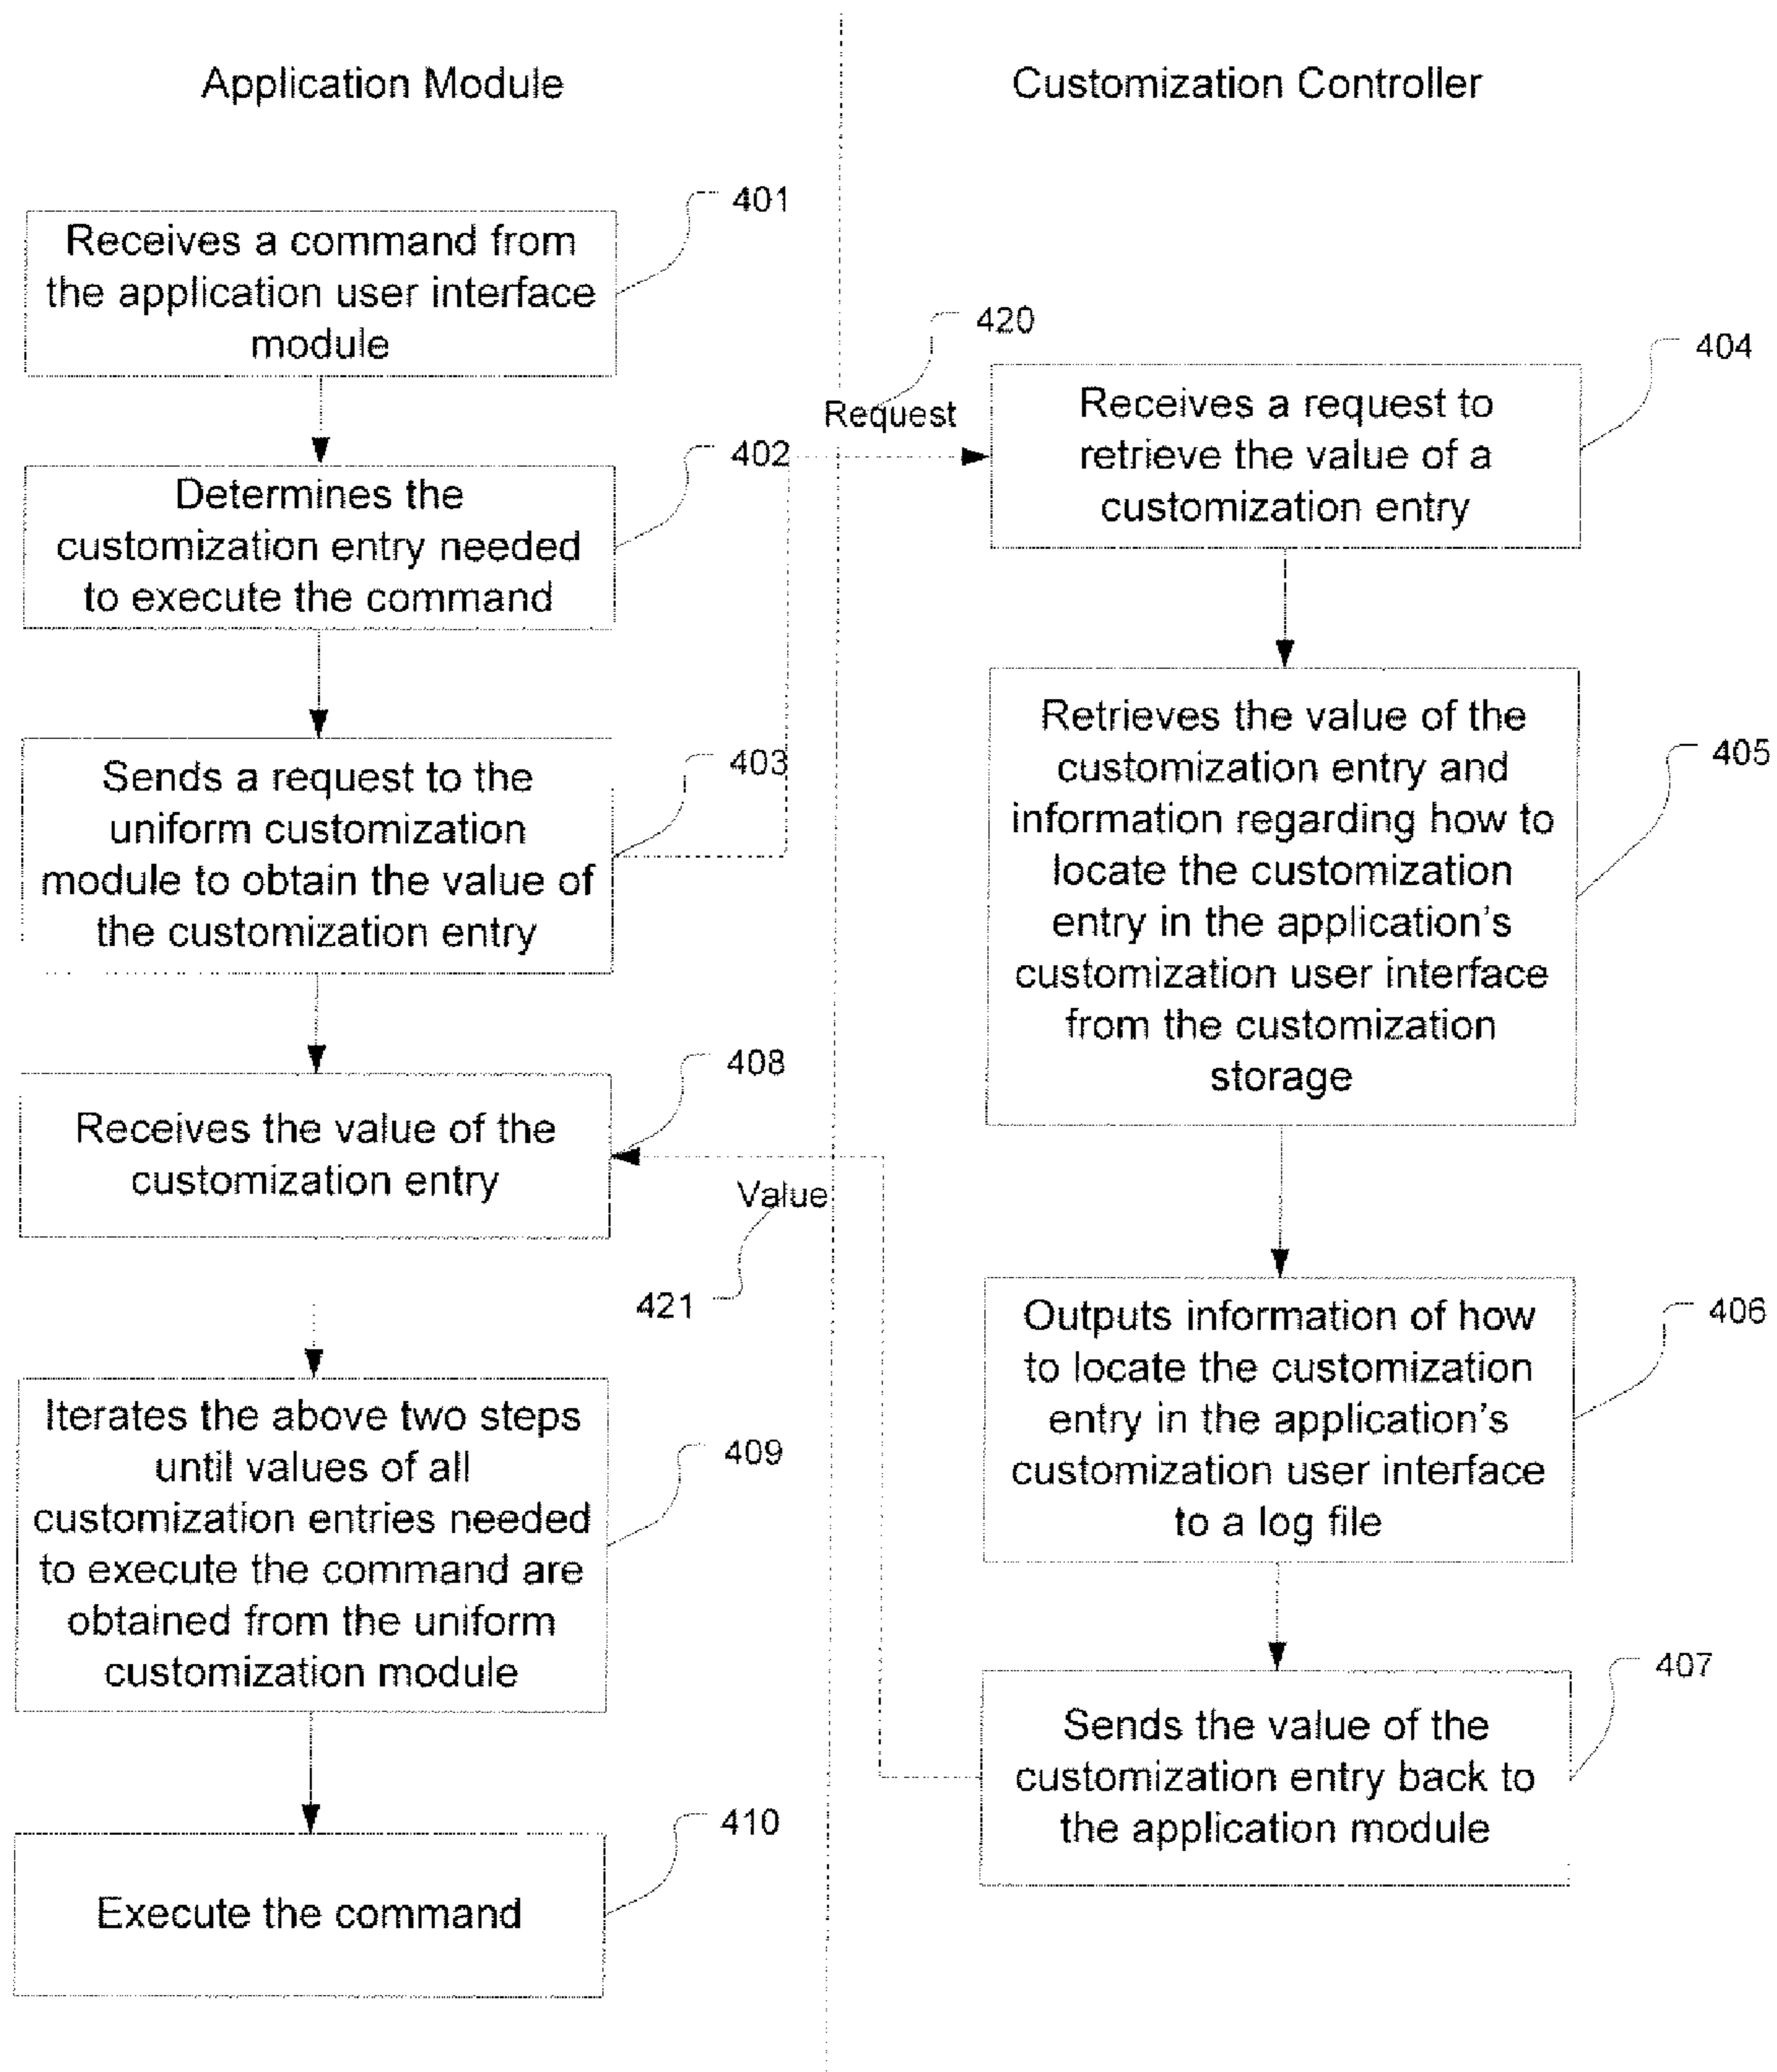 Application Module
Customization Controller
401
Receives a command from
the application user interface
module
402
Determines the
customization entry needed
to execute the command
403
Sends a request to the
uniform customization
module to obtain the value of
the customization entry
420
Request
404
Receives a request to
retrieve the value of a
customization entry
405
Retrieves the value of the
customization entry and
information regarding how to
locate the customization
entry in the application's
customization user interface
from the customization
storage
406
Outputs information of how
to locate the customization
entry in the application's
customization user interface
to a log file
407
Sends the value of the
customization entry back to
the application module
408
Receives the value of the
customization entry
Value
421
409
Iterates the above two steps
until values of all
customization entries needed
to execute the command are
obtained from the uniform
customization module
410
Execute the command